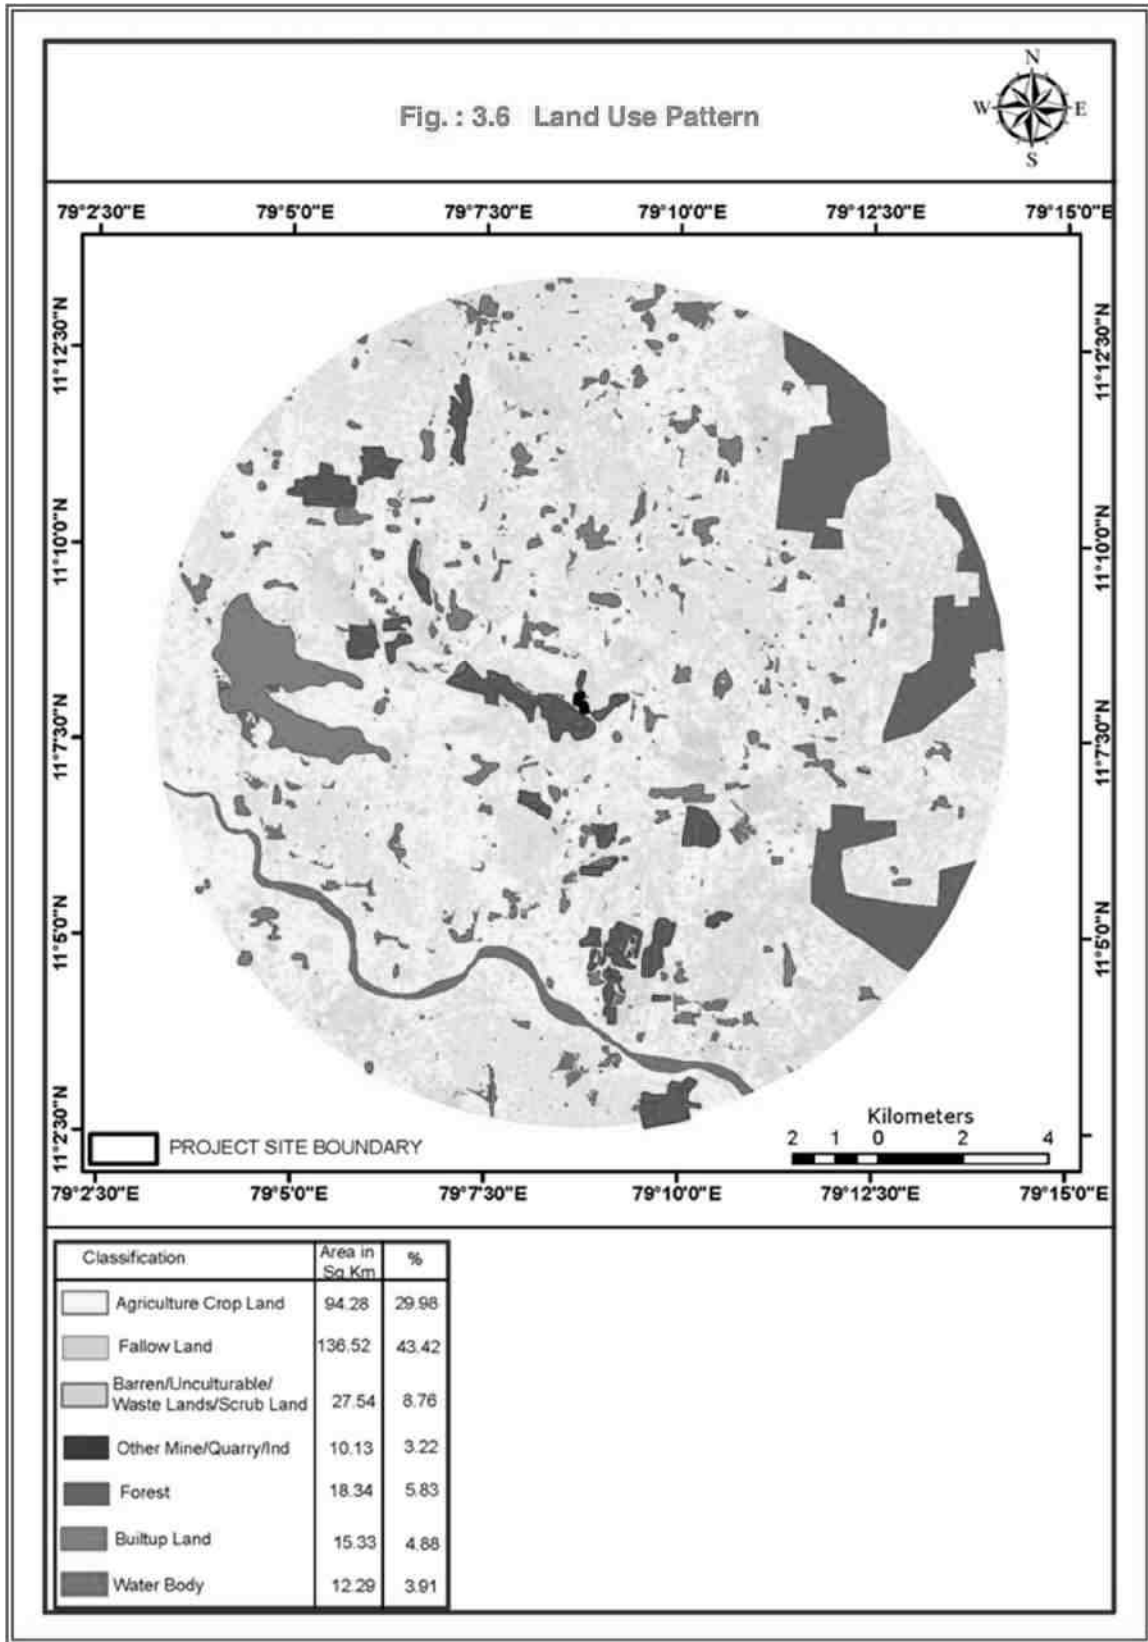 Fig. : 3.6 Land Use Pattern
N
W E
S
79°2'30"E 79°5'0"E 79°7'30"E 79°10'0"E 79°12'30"E 79°15'0"E
11°12'30"N 11°12'30"N
11°10'0"N 11°10'0"N
11°7'30"N 11°7'30"N
11°5'0"N 11°5'0"N
11°2'30"N
PROJECT SITE BOUNDARY
Kilometers
2 1 0 2 4
79°2'30"E 79°5'0"E 79°7'30"E 79°10'0"E 79°12'30"E 79°15'0"E
Classification Area in %
Sq.Km
Agriculture Crop Land 94.28 29.98
Fallow Land 136.52 43.42
Barren/Unculturable/
Waste Lands/Scrub Land 27.54 8.76
Other Mine/Quarry/Ind 10.13 3.22
Forest 18.34 5.83
Builtup Land 15.33 4.88
Water Body 12.29 3.91